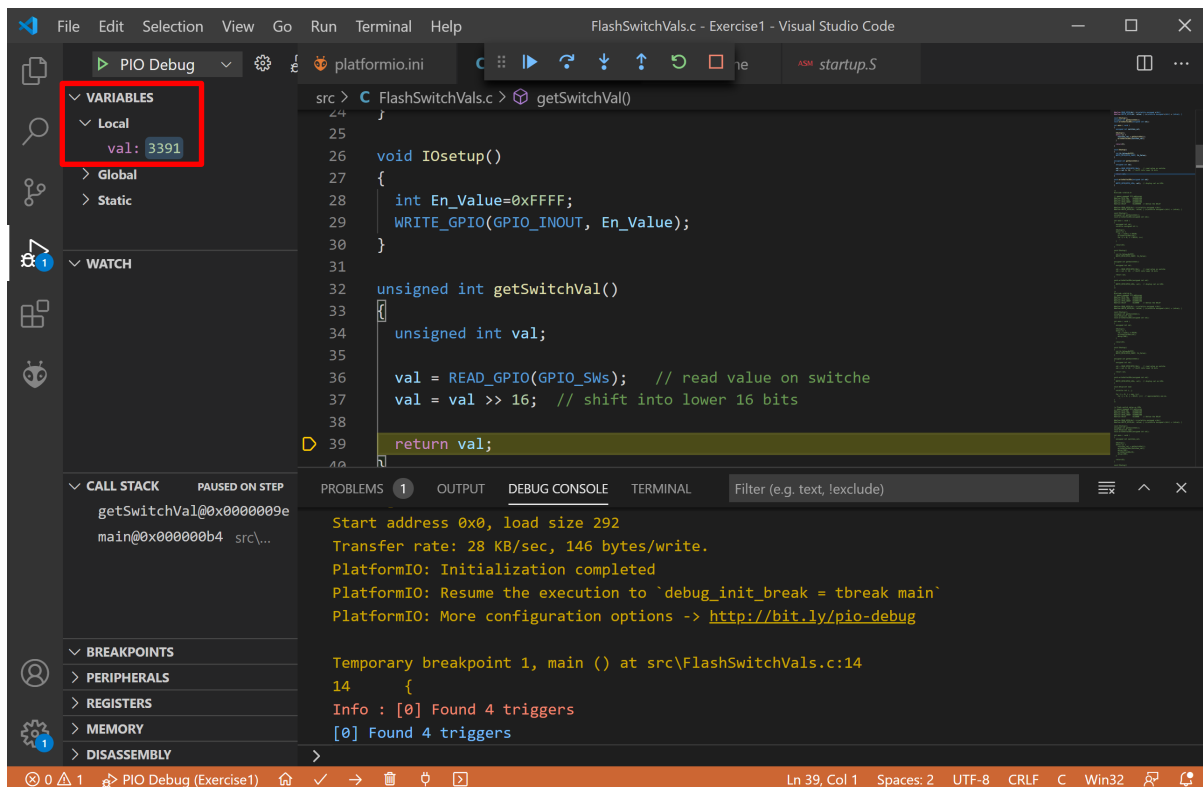 File Edit Selection View Go Run Terminal Help FlashSwitchVals.c - Exercise1 - Visual Studio Code
PIO Debug
platformio.ini
C
ne
ASM startup.S
src > C FlashSwitchVals.c > getSwitchVal()
VARIABLES
Local
val: 3391
Global
Static
WATCH
CALL STACK PAUSED ON STEP
getSwitchVal@0x0000009e
main@0x000000b4 src\...
BREAKPOINTS
PERIPHERALS
REGISTERS
MEMORY
DISASSEMBLY
1
1
24 }
25
26 void IOsetup()
27 {
28 int En_Value=0xFFFF;
29 WRITE_GPIO(GPIO_INOUT, En_Value);
30 }
31
32 unsigned int getSwitchVal()
33 {
34 unsigned int val;
35
36 val = READ_GPIO(GPIO_SWs); // read value on switche
37 val = val >> 16; // shift into lower 16 bits
38
39 return val;
40 }
PROBLEMS 1 OUTPUT DEBUG CONSOLE TERMINAL Filter (e.g. text, !exclude)
Start address 0x0, load size 292
Transfer rate: 28 KB/sec, 146 bytes/write.
PlatformIO: Initialization completed
PlatformIO: Resume the execution to `debug_init_break = tbreak main`
PlatformIO: More configuration options -> http://bit.ly/pio-debug
Temporary breakpoint 1, main () at src\FlashSwitchVals.c:14
14 {
Info : [0] Found 4 triggers
[0] Found 4 triggers
>
0 1 PIO Debug (Exercise1) Ln 39, Col 1 Spaces: 2 UTF-8 CRLF C Win32